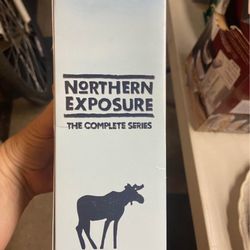 NORTHERN
EXPOSURE
THE COMPLETE SERIES